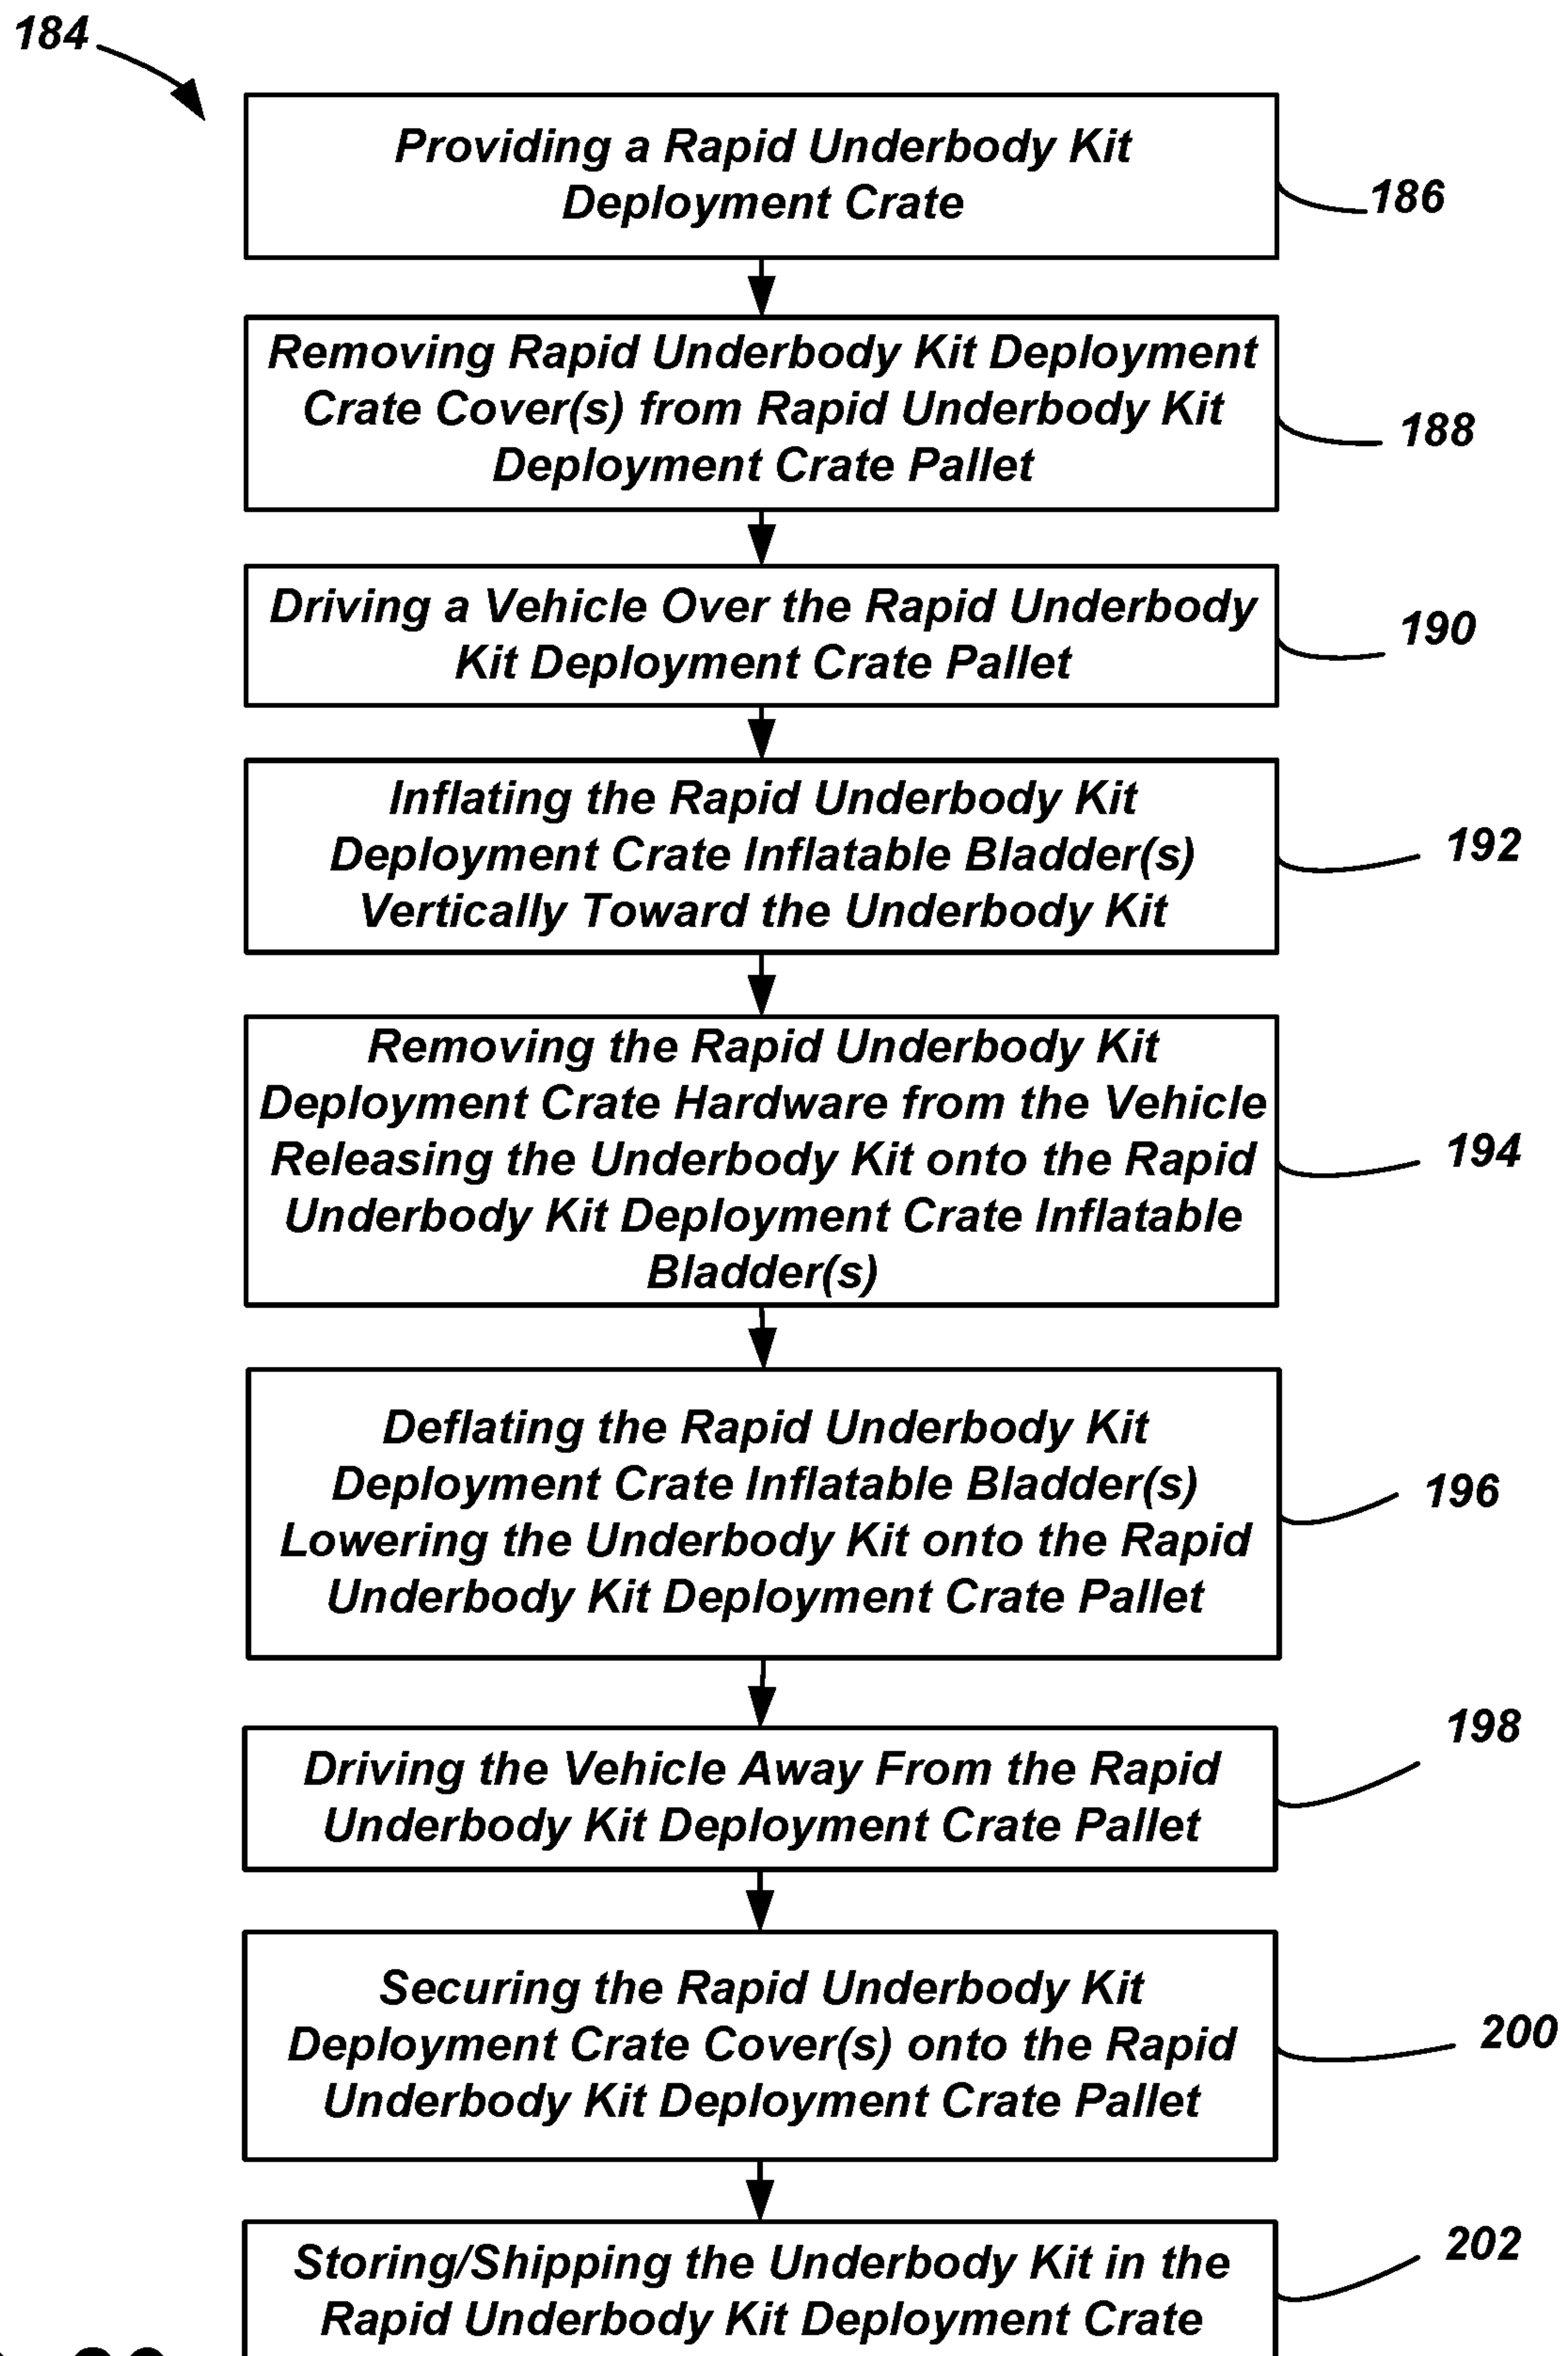 184
Providing a Rapid Underbody Kit
Deployment Crate
186
Removing Rapid Underbody Kit Deployment
Crate Cover(s) from Rapid Underbody Kit
Deployment Crate Pallet
188
Driving a Vehicle Over the Rapid Underbody
Kit Deployment Crate Pallet
190
Inflating the Rapid Underbody Kit
Deployment Crate Inflatable Bladder(s)
Vertically Toward the Underbody Kit
192
Removing the Rapid Underbody Kit
Deployment Crate Hardware from the Vehicle
Releasing the Underbody Kit onto the Rapid
Underbody Kit Deployment Crate Inflatable
Bladder(s)
194
Deflating the Rapid Underbody Kit
Deployment Crate Inflatable Bladder(s)
Lowering the Underbody Kit onto the Rapid
Underbody Kit Deployment Crate Pallet
196
Driving the Vehicle Away From the Rapid
Underbody Kit Deployment Crate Pallet
198
Securing the Rapid Underbody Kit
Deployment Crate Cover(s) onto the Rapid
Underbody Kit Deployment Crate Pallet
200
Storing/Shipping the Underbody Kit in the
Rapid Underbody Kit Deployment Crate
202